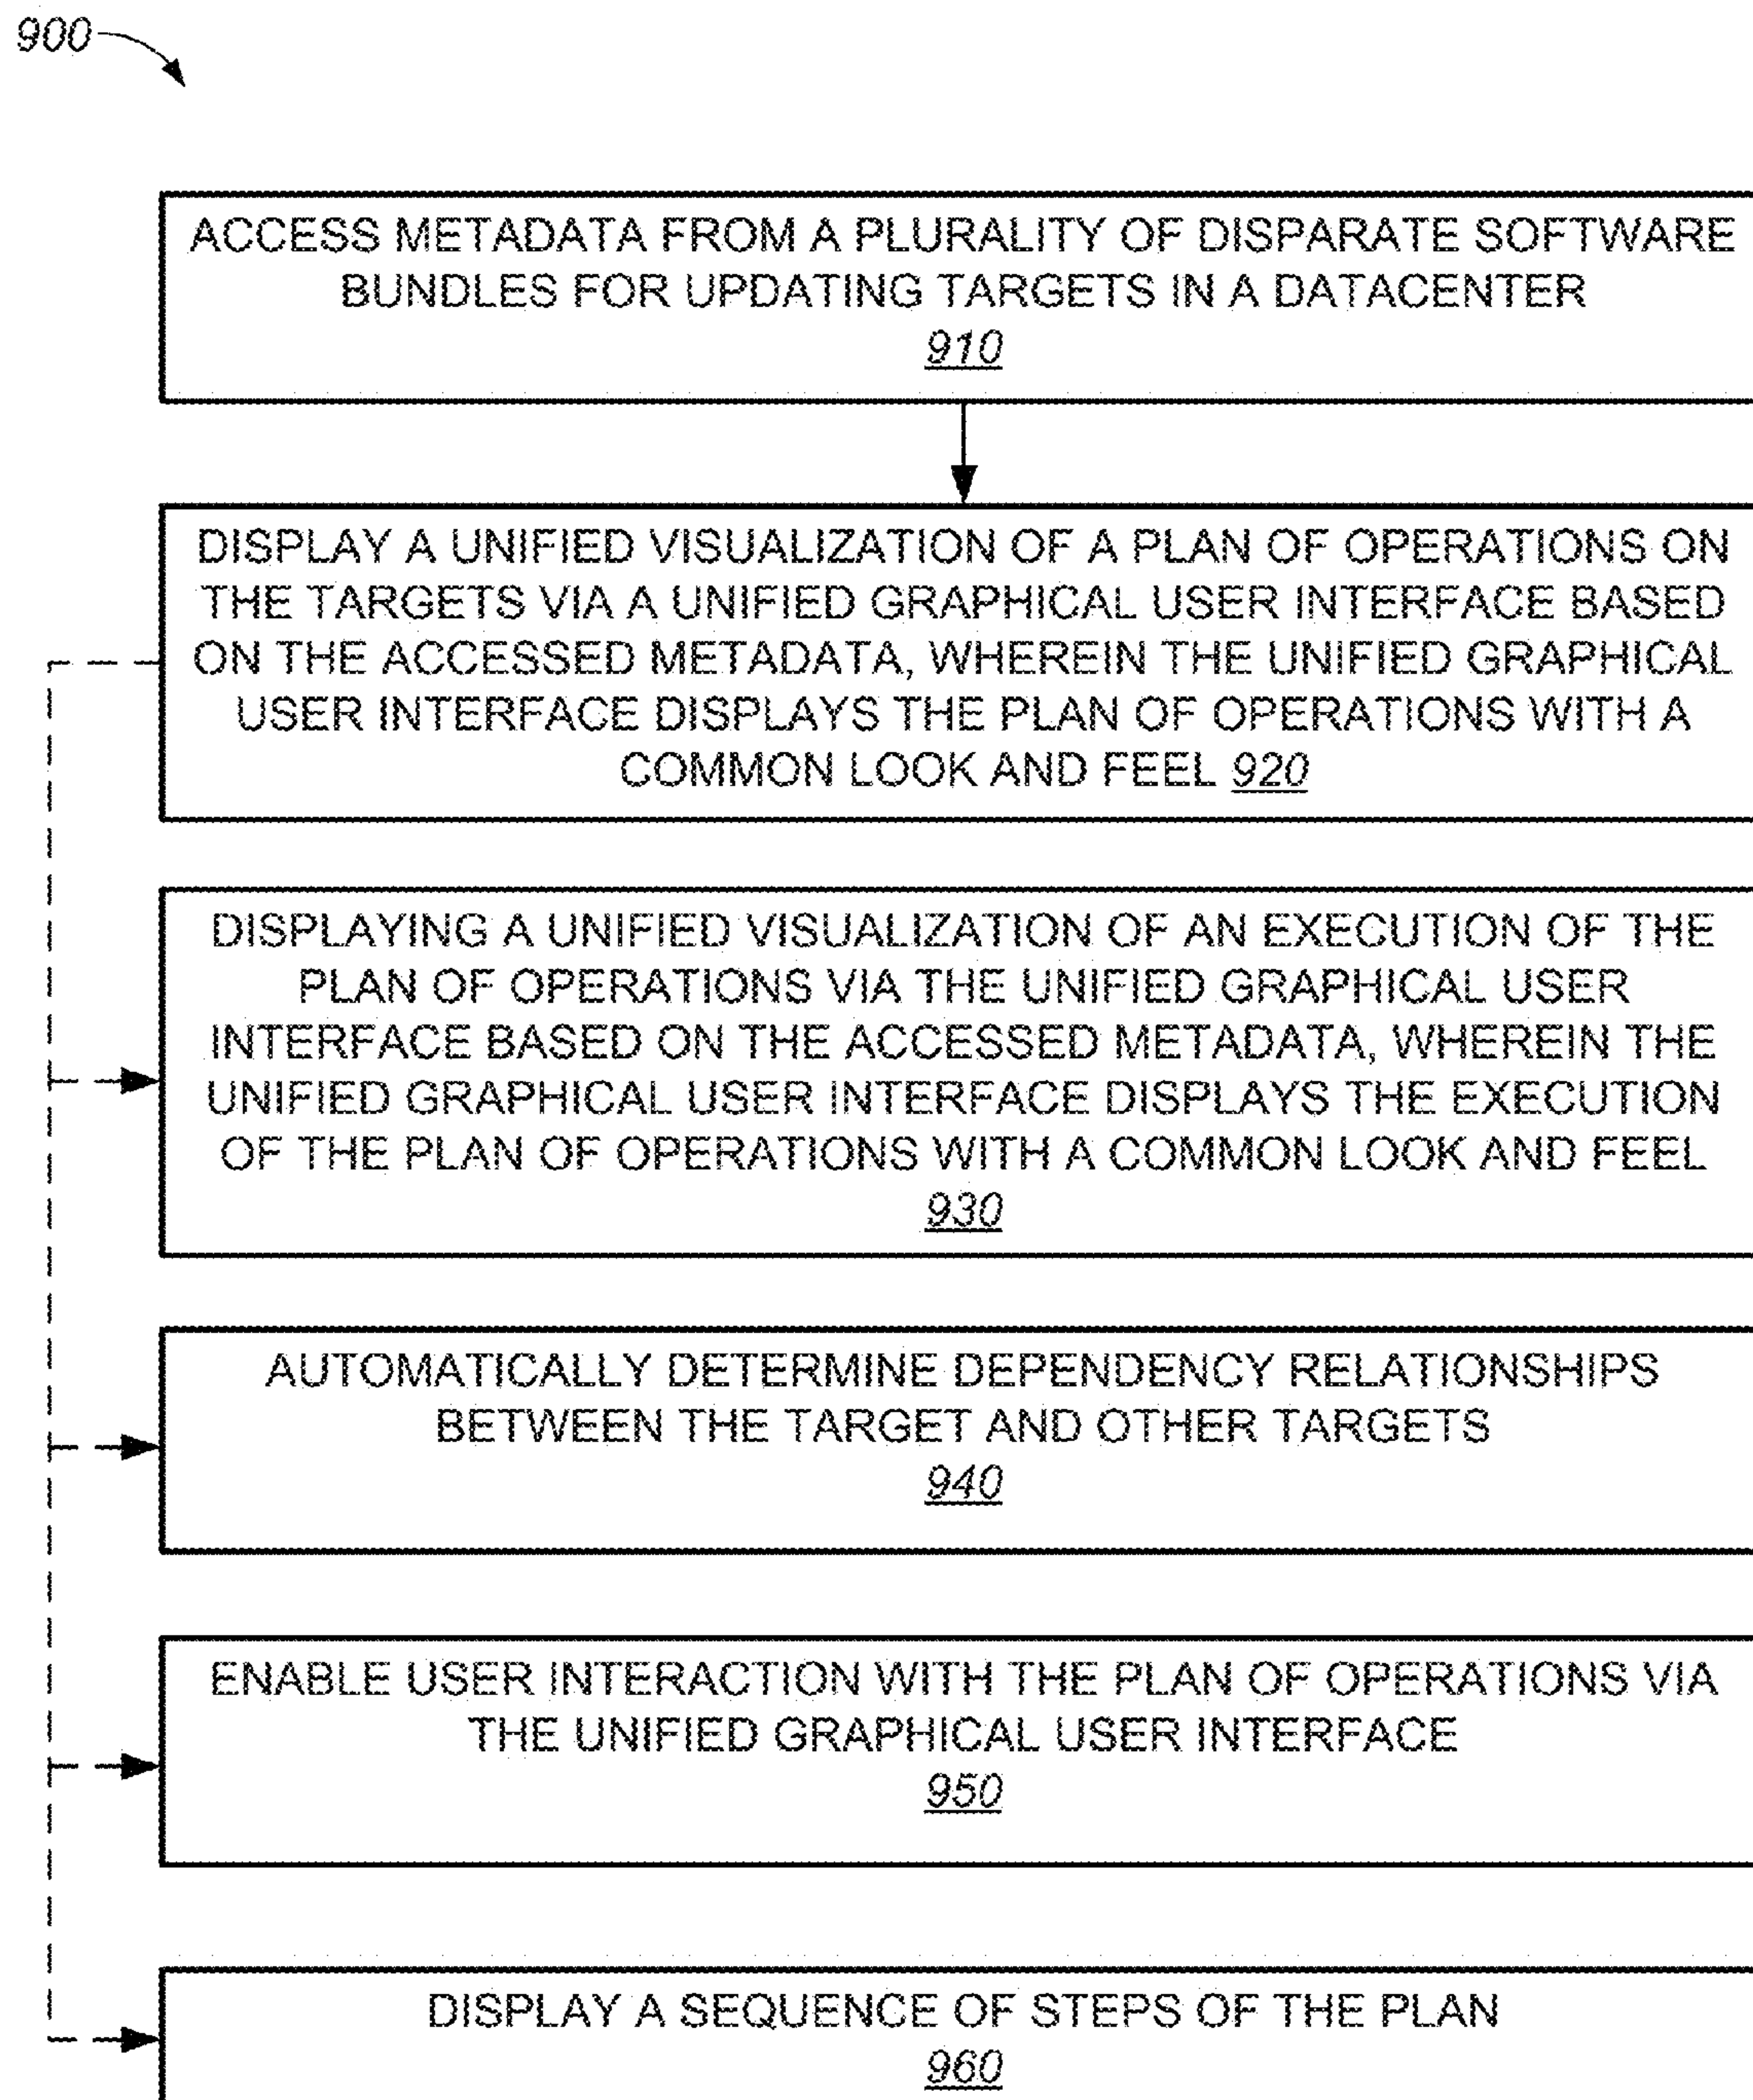 900
ACCESS METADATA FROM A PLURALITY OF DISPARATE SOFTWARE
BUNDLES FOR UPDATING TARGETS IN A DATACENTER
910
DISPLAY A UNIFIED VISUALIZATION OF A PLAN OF OPERATIONS ON
THE TARGETS VIA A UNIFIED GRAPHICAL USER INTERFACE BASED
ON THE ACCESSED METADATA, WHEREIN THE UNIFIED GRAPHICAL
USER INTERFACE DISPLAYS THE PLAN OF OPERATIONS WITH A
COMMON LOOK AND FEEL 920
DISPLAYING A UNIFIED VISUALIZATION OF AN EXECUTION OF THE
PLAN OF OPERATIONS VIA THE UNIFIED GRAPHICAL USER
INTERFACE BASED ON THE ACCESSED METADATA, WHEREIN THE
UNIFIED GRAPHICAL USER INTERFACE DISPLAYS THE EXECUTION
OF THE PLAN OF OPERATIONS WITH A COMMON LOOK AND FEEL
930
AUTOMATICALLY DETERMINE DEPENDENCY RELATIONSHIPS
BETWEEN THE TARGET AND OTHER TARGETS
940
ENABLE USER INTERACTION WITH THE PLAN OF OPERATIONS VIA
THE UNIFIED GRAPHICAL USER INTERFACE
950
DISPLAY A SEQUENCE OF STEPS OF THE PLAN
960